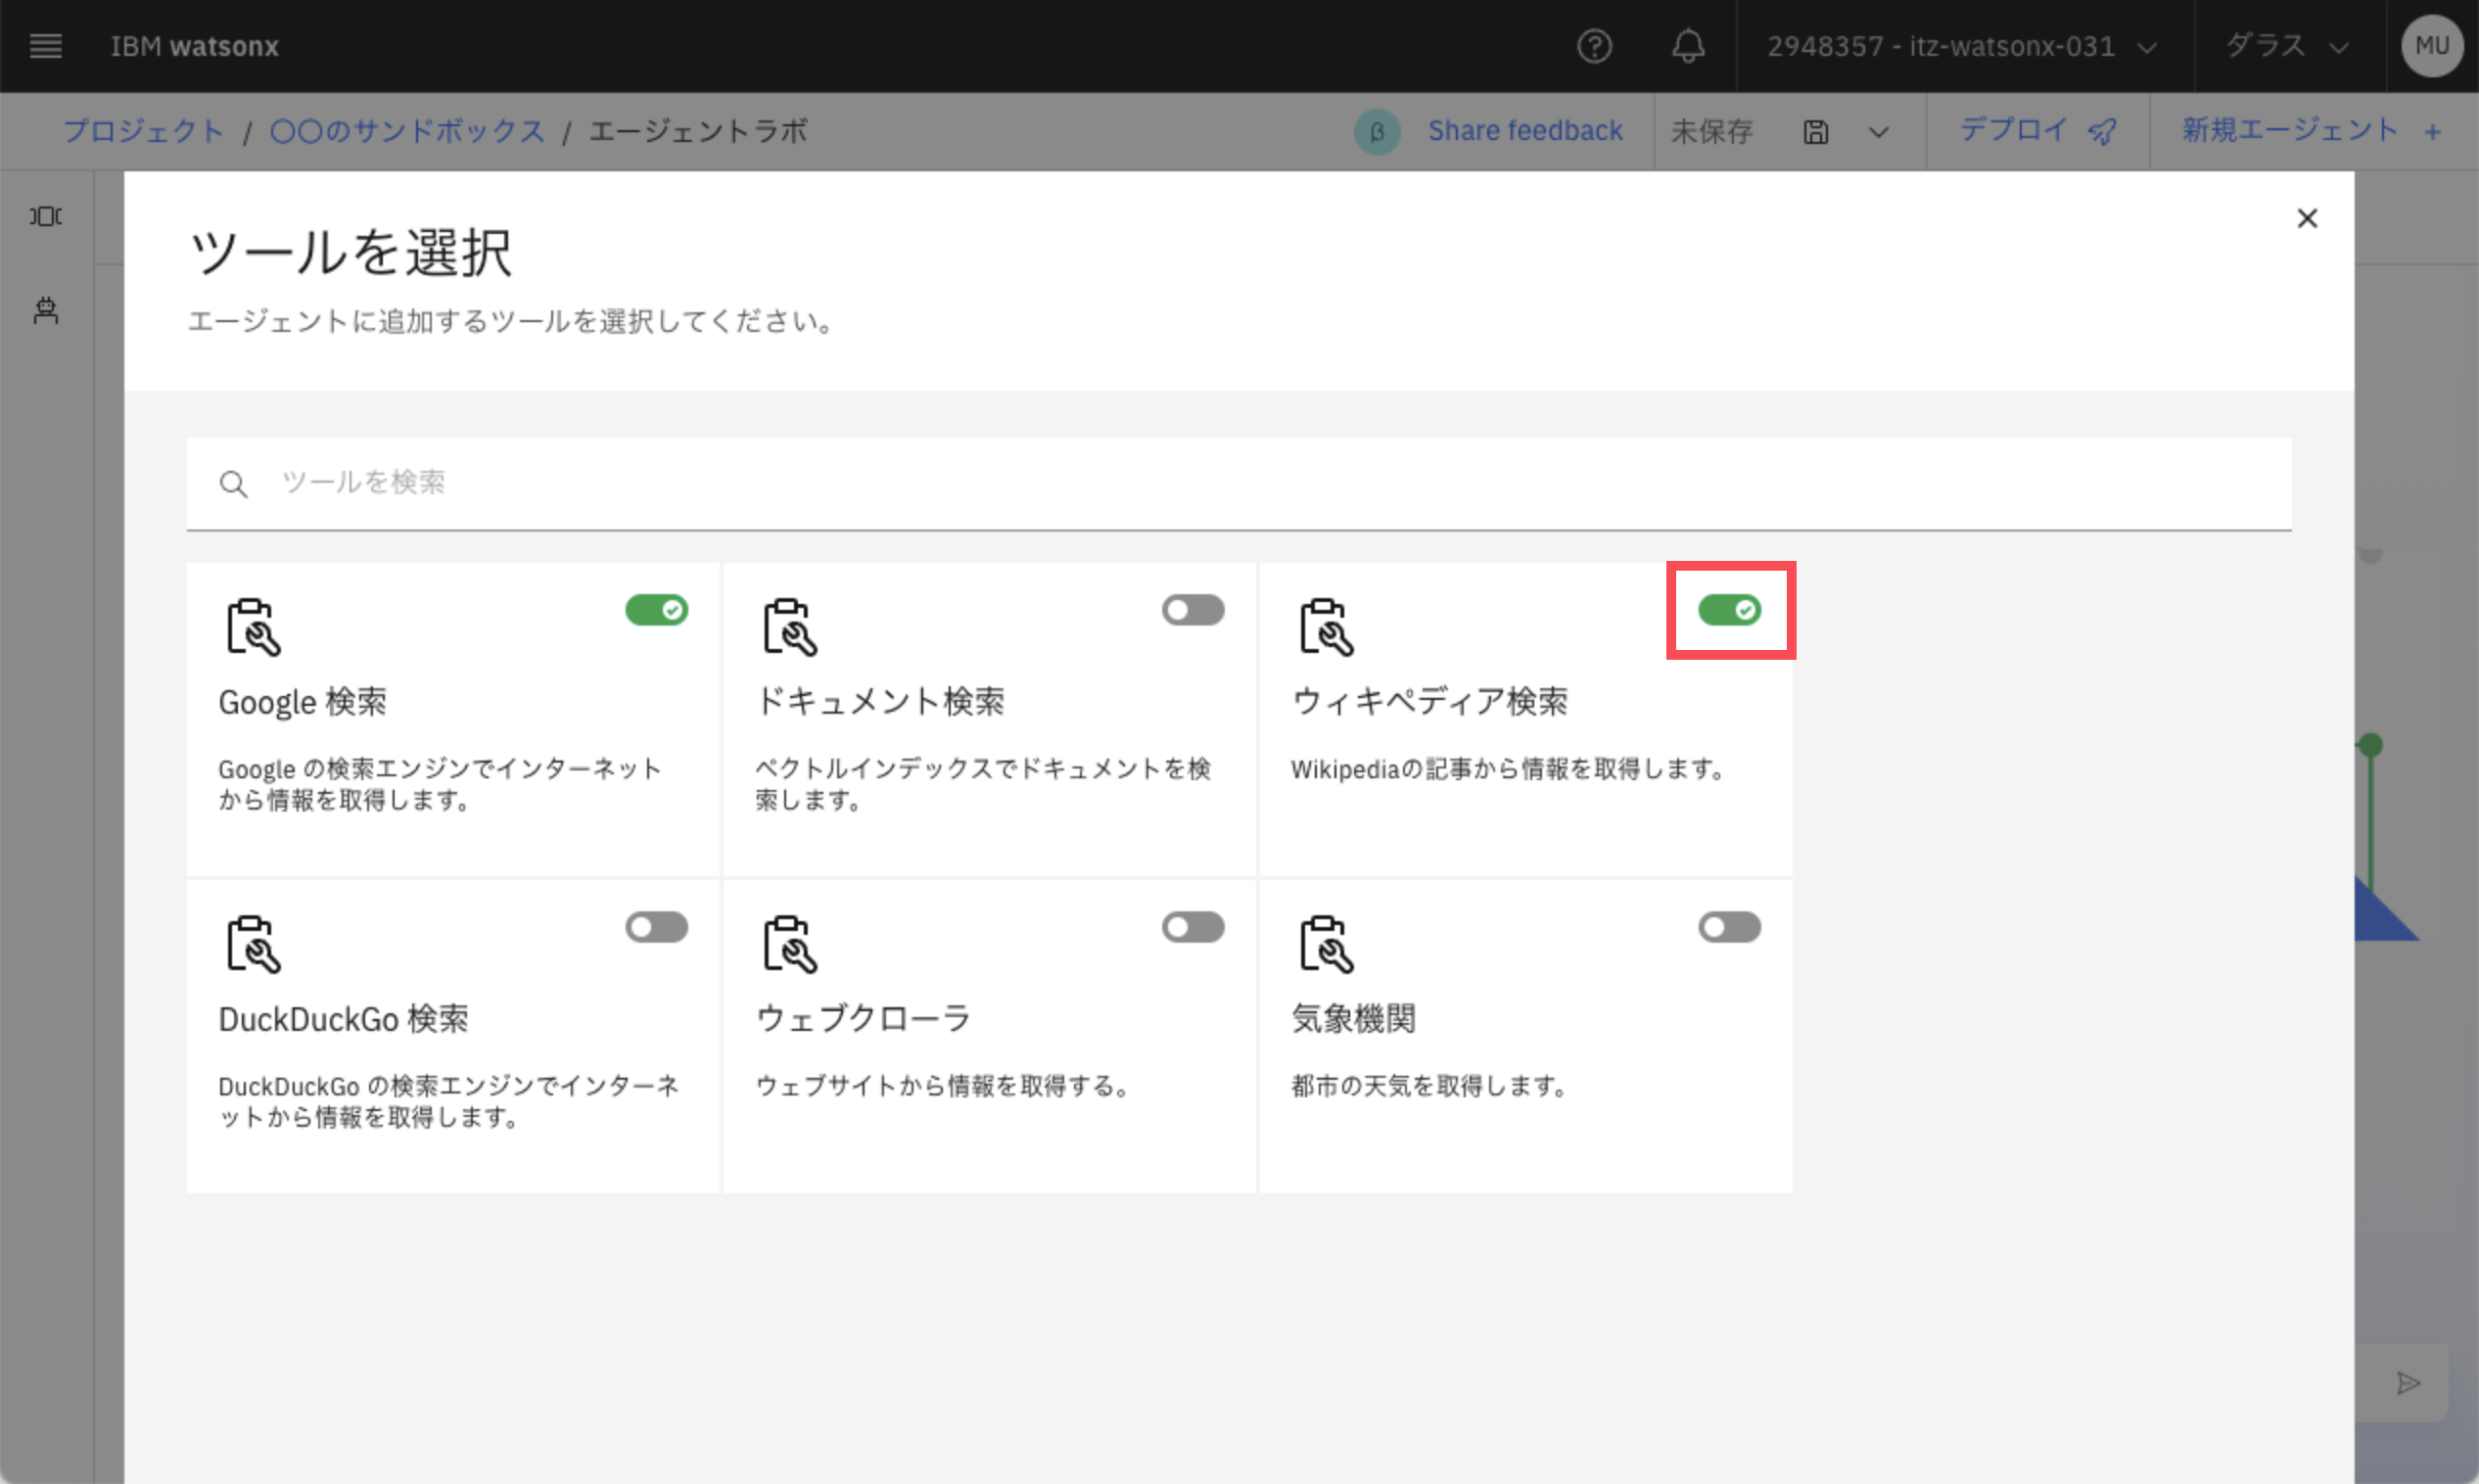 IBM watsonx
2948357 - itz-watsonx-031
ダラス
MU
プロジェクト / 〇〇のサンドボックス / エージェントラボ
β
Share feedback
未保存
デプロイ
新規エージェント +
ツールを選択
エージェントに追加するツールを選択してください。
ツールを検索
Google 検索
Google の検索エンジンでインターネット
から情報を取得します。
ドキュメント検索
ベクトルインデックスでドキュメントを検
索します。
ウィキペディア検索
Wikipediaの記事から情報を取得します。
DuckDuckGo 検索
DuckDuckGo の検索エンジンでインターネ
ットから情報を取得します。
ウェブクローラ
ウェブサイトから情報を取得する。
気象機関
都市の天気を取得します。